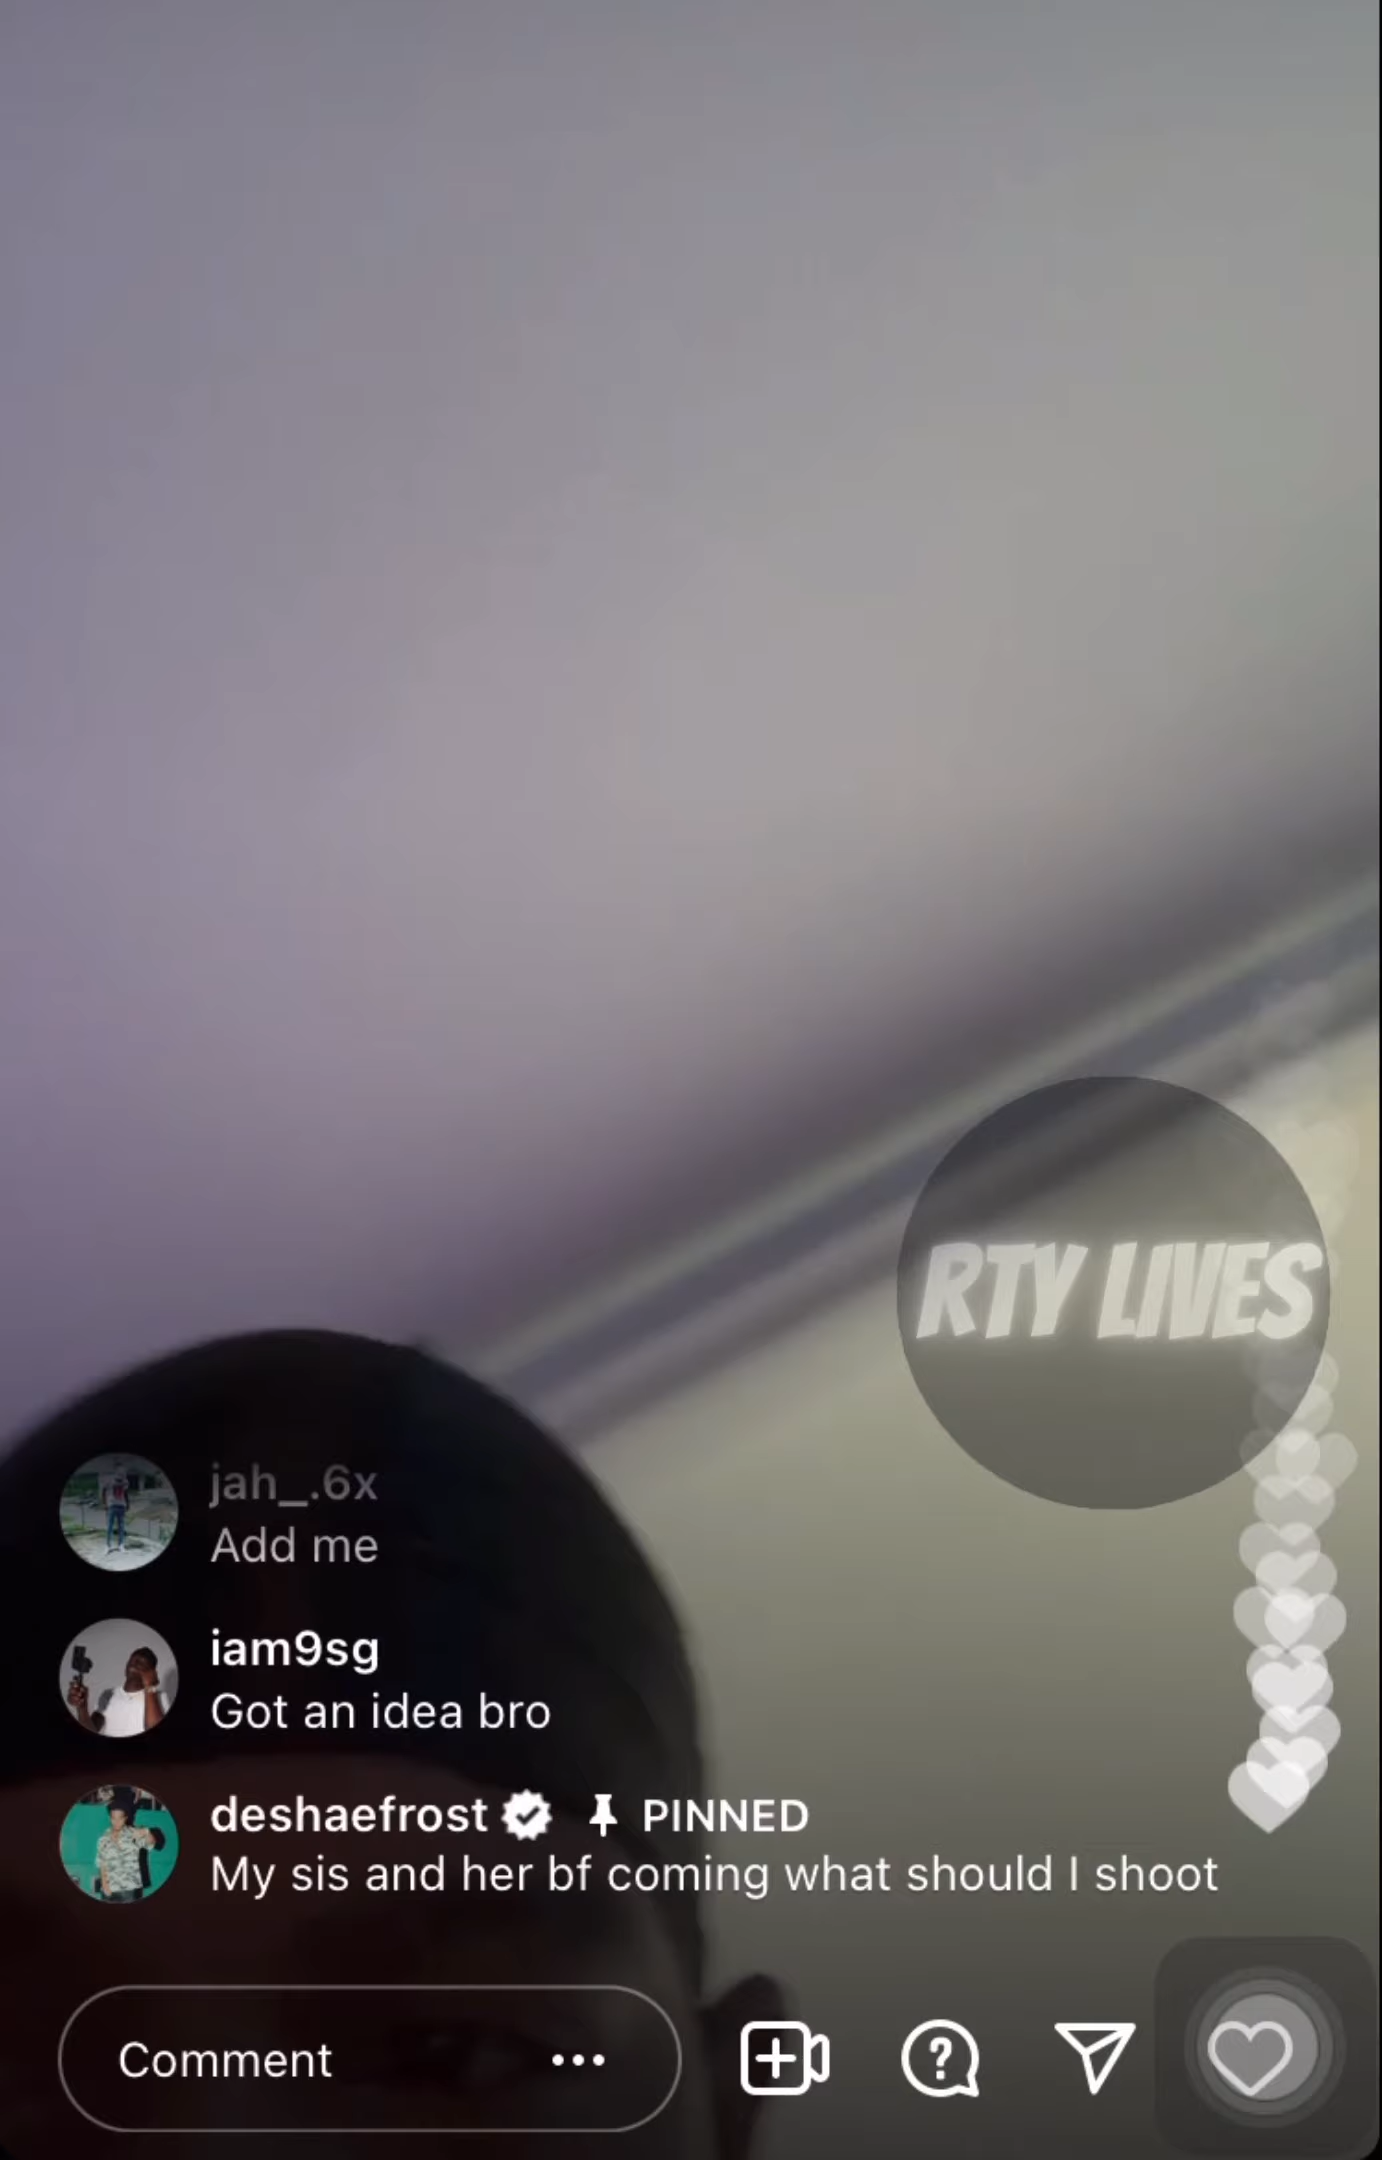 RTY LIVES
jah_.6x
Add me
iam9sg
Got an idea bro
deshaefrost PINNED
My sis and her bf coming what should I shoot
Comment